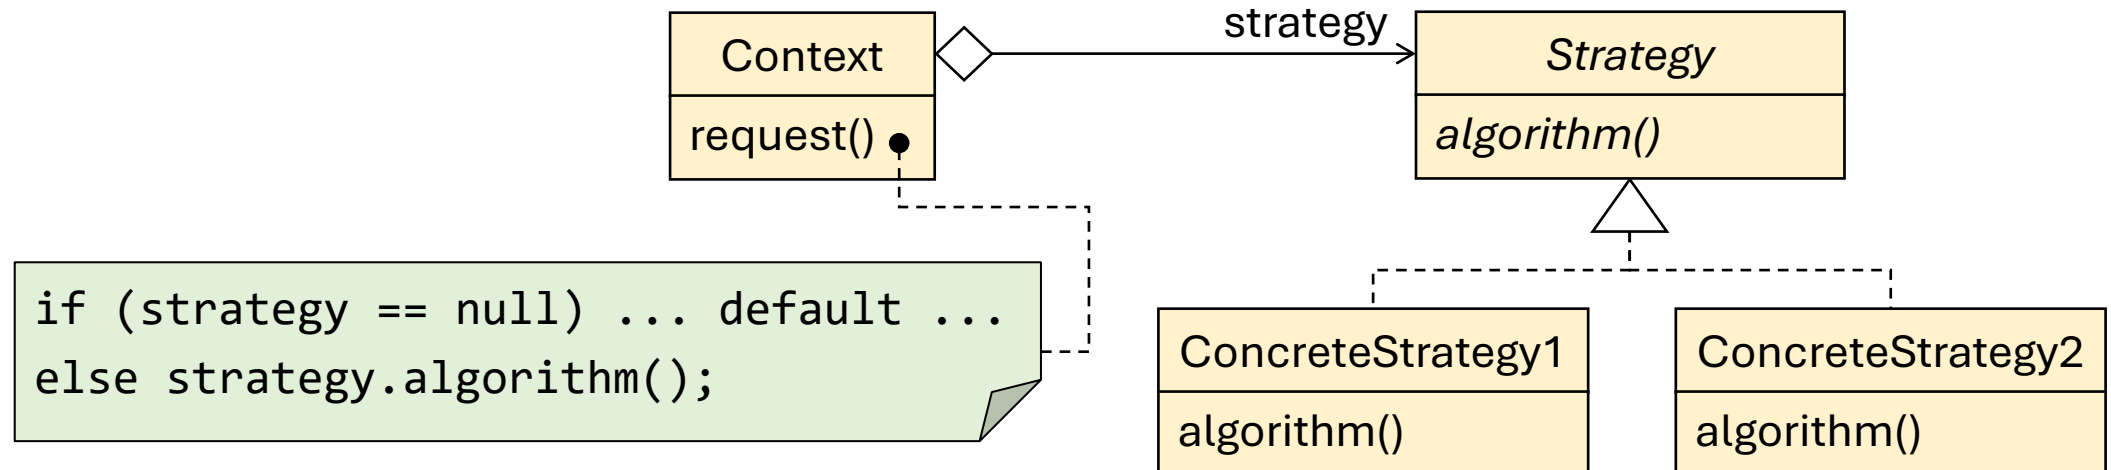 Context
request()
strategy
Strategy
algorithm()
if (strategy == null) ... default ...
else strategy.algorithm();
ConcreteStrategy1
algorithm()
ConcreteStrategy2
algorithm()